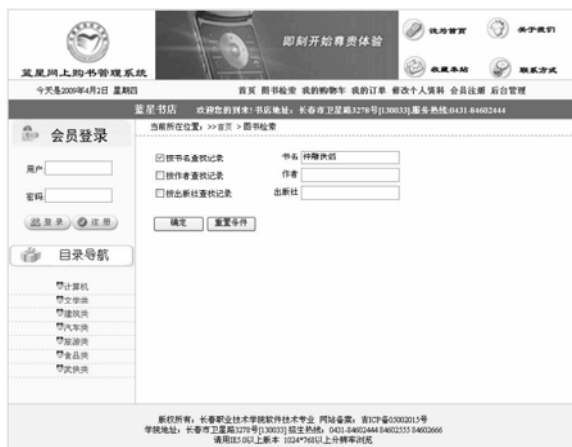 蓝星网上购书管理系统
即刻开始尊贵体验
设为首页
关于我们
收藏本站
联系方式
今天是2009年4月2日 星期四
首页 图书检索 我的购物车 我的订单 修改个人资料 会员注册 后台管理
蓝星书店 欢迎您的到来!书店地址:长春市卫星路3278号[130033],服务热线:0431-84602444
会员登录
当前所在位置:>>首页 > 图书检索
按书名查找记录 书名 神雕侠侣
按作者查找记录 作者
按出版社查找记录 出版社
用户
密码
登录 注册
确定 重置条件
目录导航
计算机
文学类
建筑类
汽车类
旅游类
食品类
武侠类
版权所有:长春职业技术学院软件技术专业 网站备案:吉ICP备05002015号
学院地址:长春市卫星路3278号[130033] 招生热线:0431-84602444 84602555 84602666
请用IE5.0以上版本 1024*768以上分辨率浏览